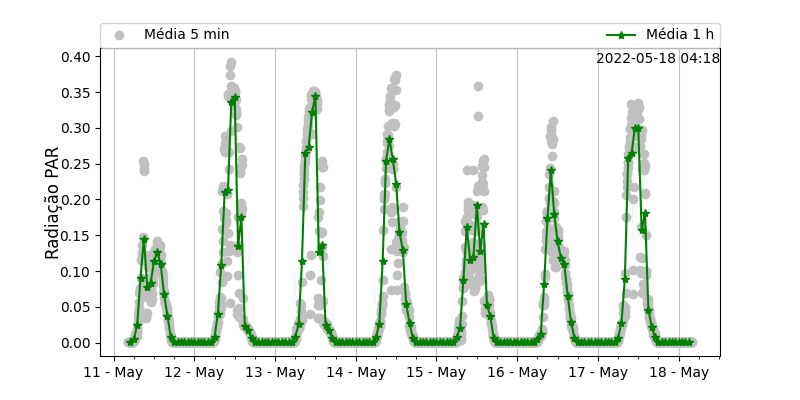 Média 5 min
Média 1 h
2022-05-18 04:18
Radiação PAR
0.40
0.35
0.30
0.25
0.20
0.15
0.10
0.05
0.00
11 - May 12 - May 13 - May 14 - May 15 - May 16 - May 17 - May 18 - May